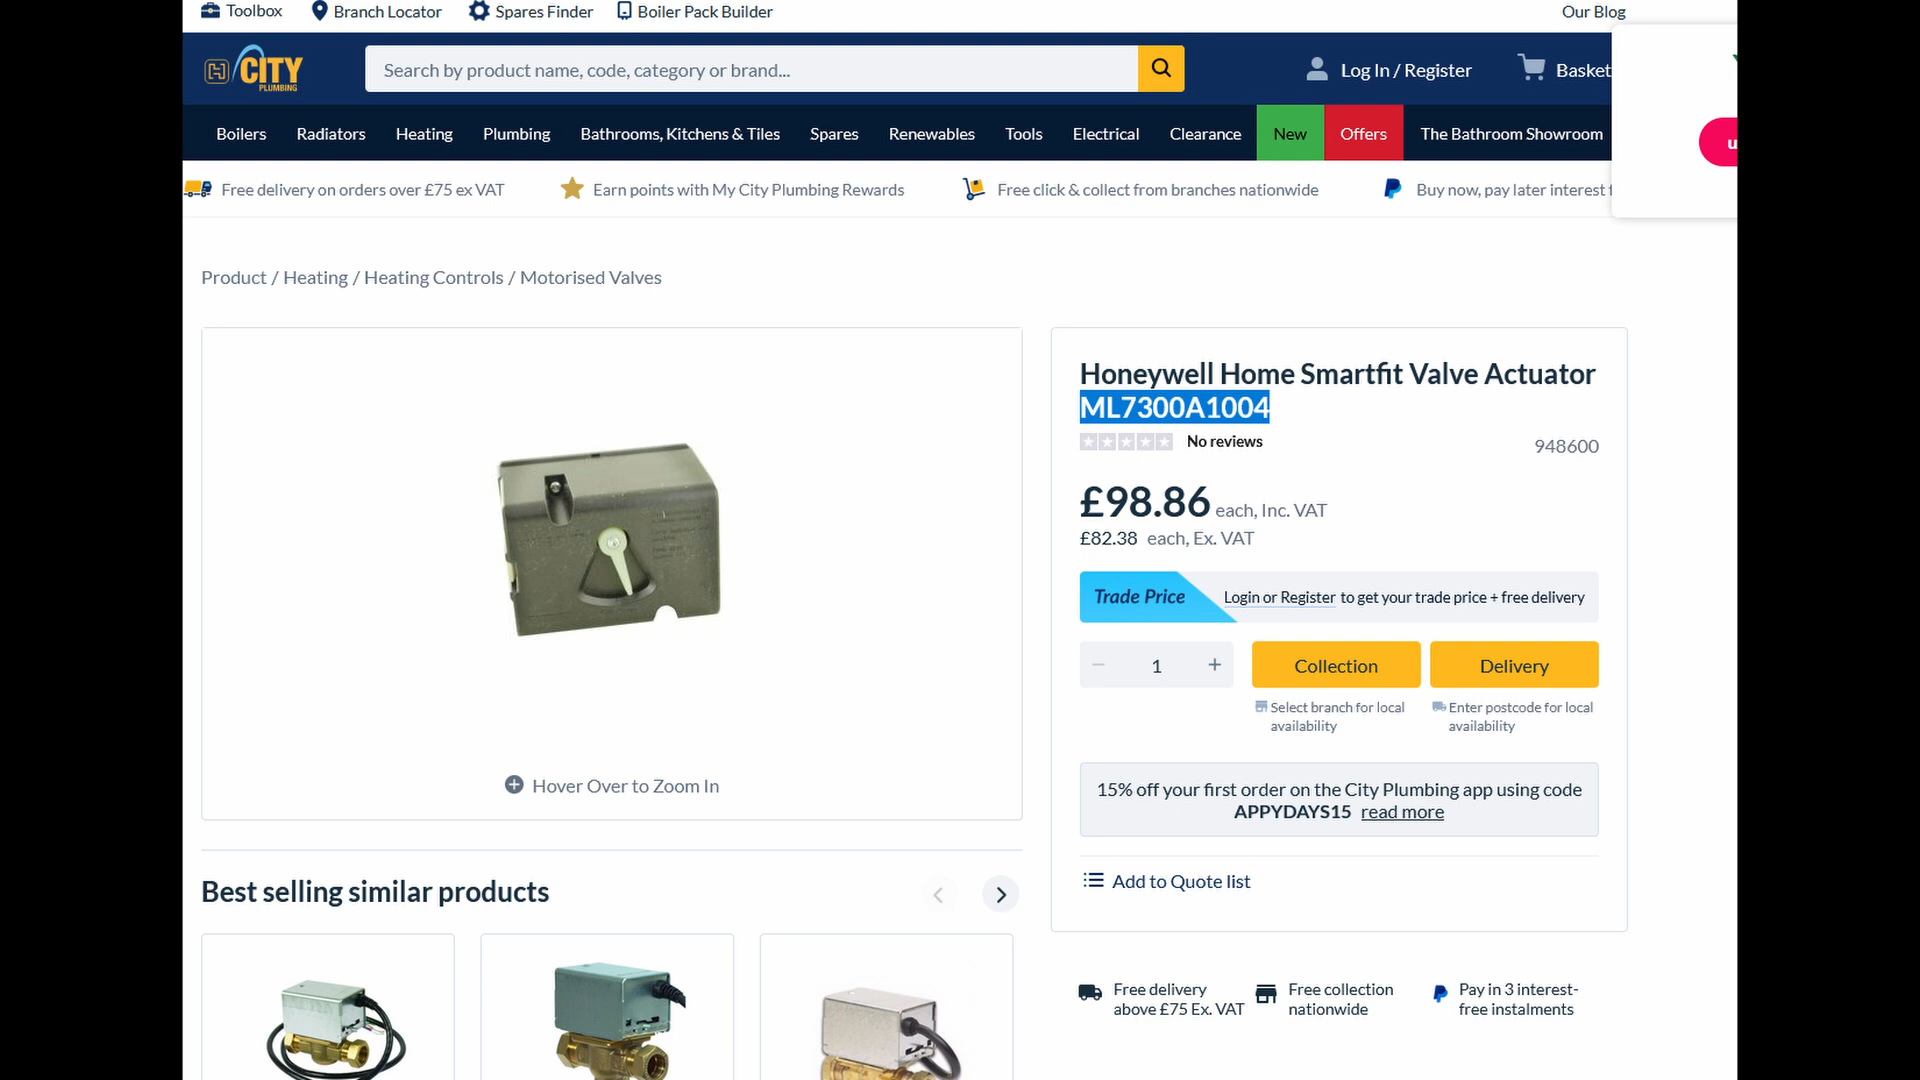 Toolbox
Branch Locator
Spares Finder
Boiler Pack Builder
Our Blog
CITY
PLUMBING
Search by product name, code, category or brand...
Log In / Register
Basket
Boilers
Radiators
Heating
Plumbing
Bathrooms, Kitchens & Tiles
Spares
Renewables
Tools
Electrical
Clearance
New
Offers
The Bathroom Showroom
Free delivery on orders over £75 ex VAT
Earn points with My City Plumbing Rewards
Free click & collect from branches nationwide
Buy now, pay later interest
Product / Heating / Heating Controls / Motorised Valves
Honeywell Home Smartfit Valve Actuator
ML7300A1004
No reviews
948600
£98.86 each, Inc. VAT
£82.38 each, Ex. VAT
Trade Price
Login or Register to get your trade price + free delivery
1
Collection
Delivery
Select branch for local
availability
Enter postcode for local
availability
15% off your first order on the City Plumbing app using code
APPYDAYS15 read more
Hover Over to Zoom In
Add to Quote list
Best selling similar products
Free delivery
above £75 Ex. VAT
Free collection
nationwide
Pay in 3 interest-
free instalments